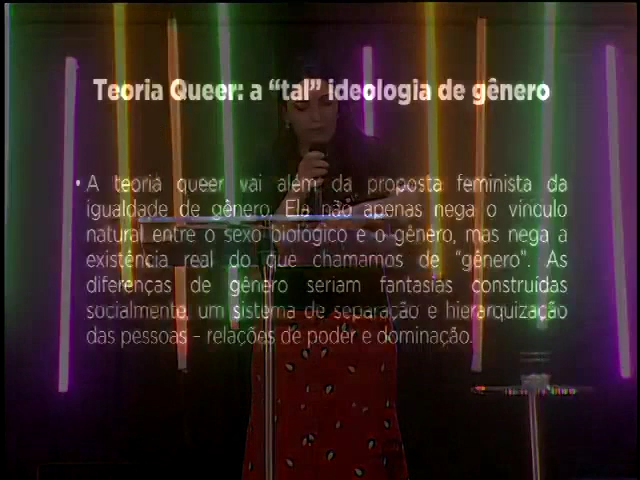 Teoria Queer: a “tal” ideologia de gênero
• A teoria queer vai além da proposta feminista da
igualdade de gênero. Ela não apenas nega o vínculo
natural entre o sexo biológico e o gênero, mas nega a
existência real do que chamamos de “gênero”. As
diferenças de gênero seriam fantasias construídas
socialmente, um sistema de separação e hierarquização
das pessoas – relações de poder e dominação.